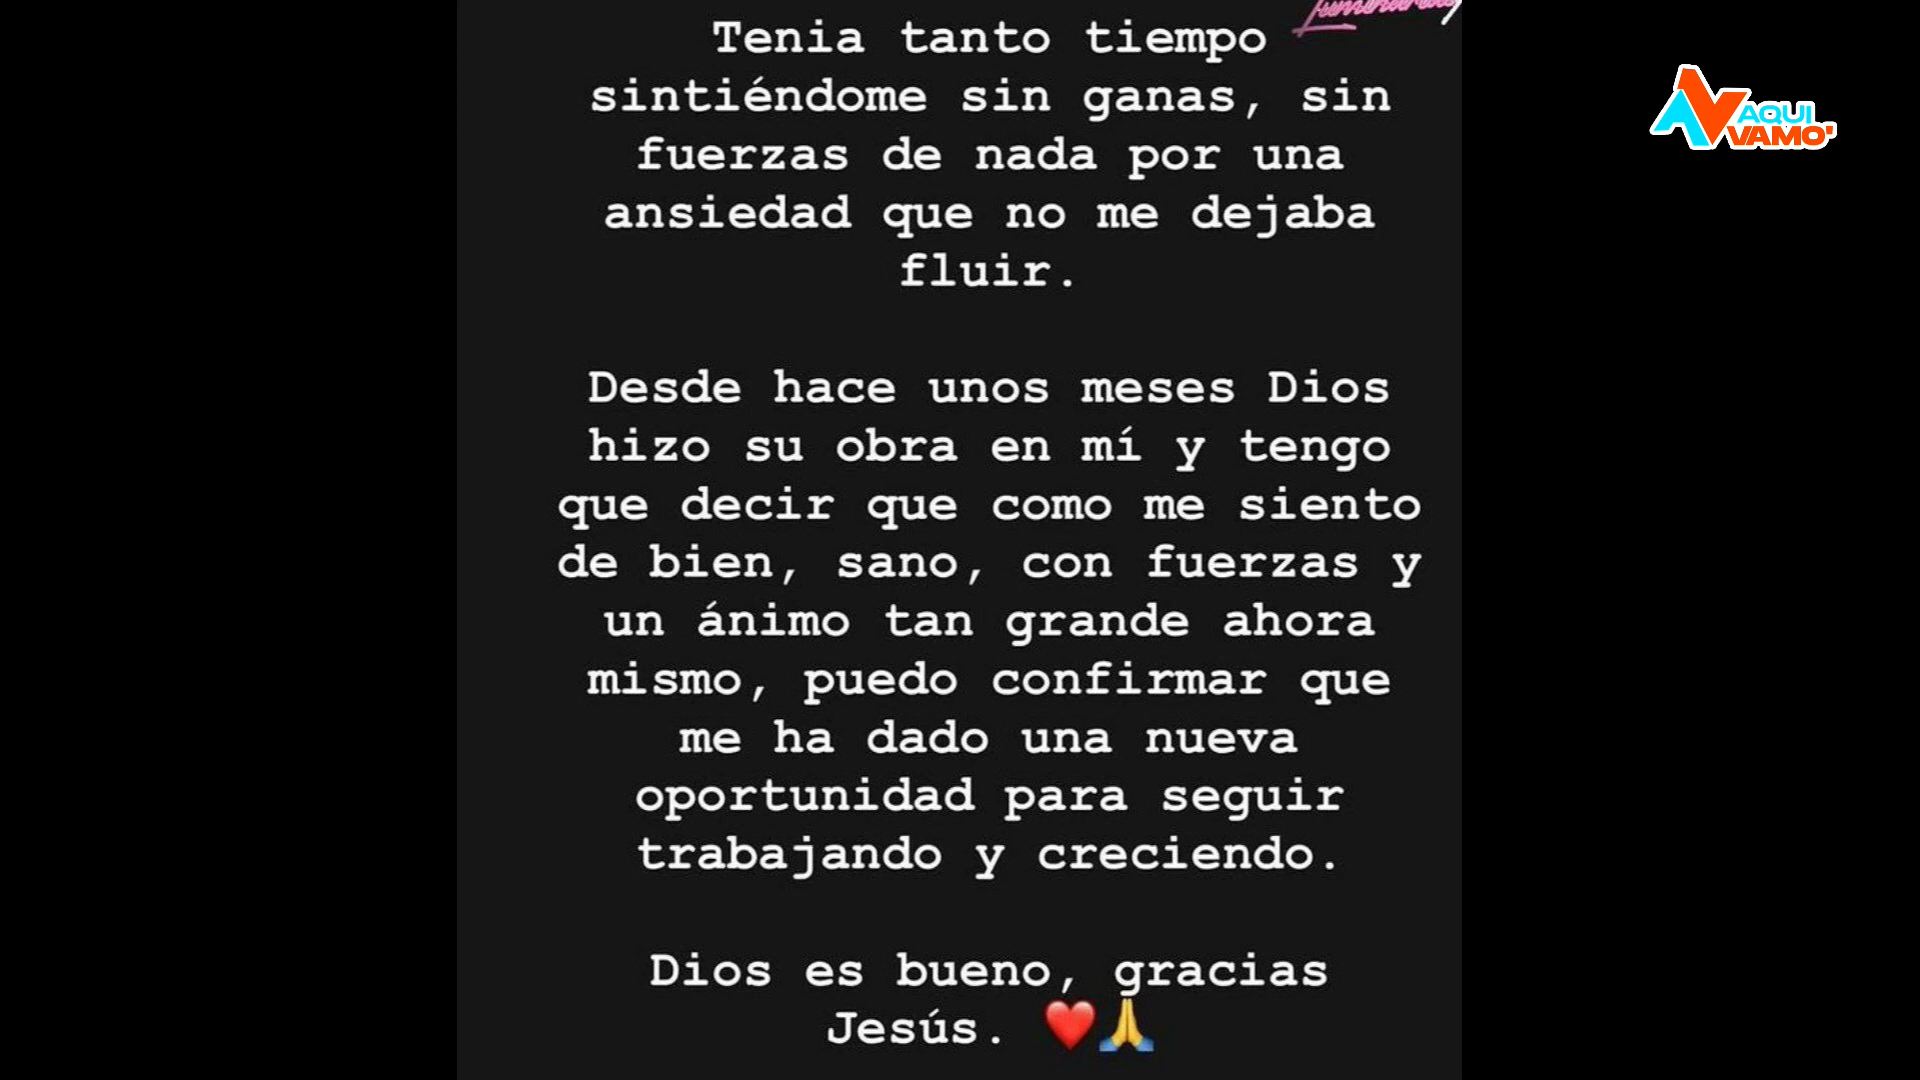 Tenia tanto tiempo
sintiéndome sin ganas, sin
fuerzas de nada por una
ansiedad que no me dejaba
fluir.
Desde hace unos meses Dios
hizo su obra en mí y tengo
que decir que como me siento
de bien, sano, con fuerzas y
un ánimo tan grande ahora
mismo, puedo confirmar que
me ha dado una nueva
oportunidad para seguir
trabajando y creciendo.
Dios es bueno, gracias
Jesús. ❤️🙏
AQUI
VAMO'